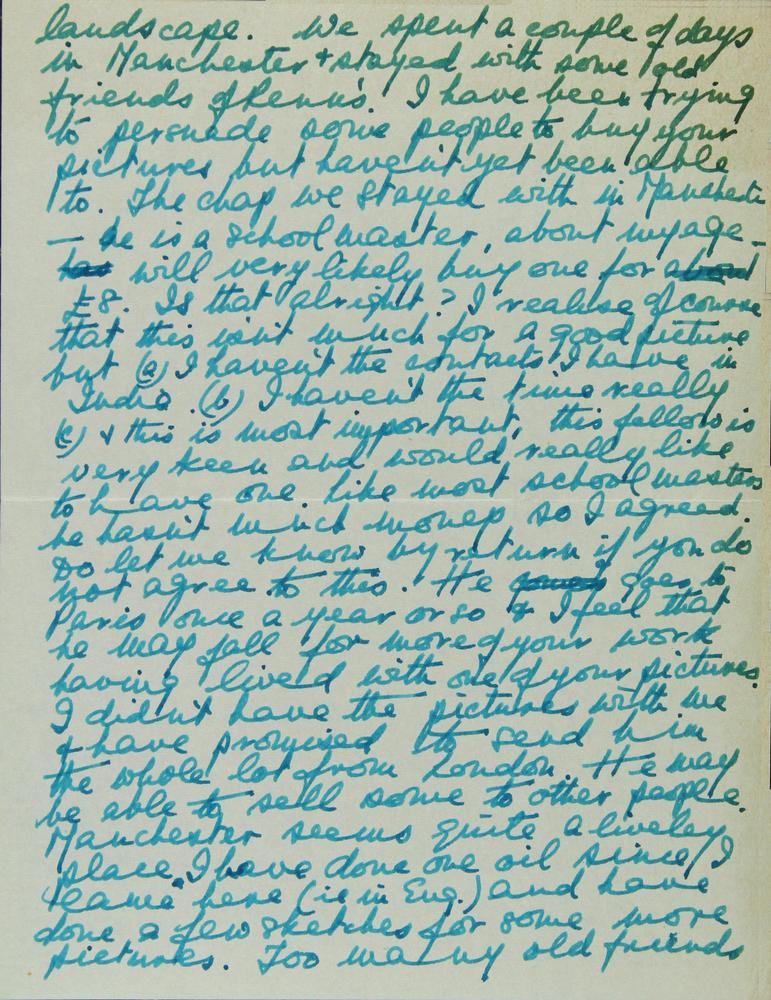 landscape. We spent a couple of days
in Manchester + stayed with some old
friends of Renu's. I have been trying
to persuade some people to buy your
pictures but haven't yet been able
to. The chap we stayed with in Manchester
— he is a schoolmaster, about my age —
has will very likely buy one for about
£8. Is that alright? I realise of course
that this isn't much for a good picture
but (a) I haven't the contacts I have in
India. (b) I haven't the time really
(c) & this is most important, this fellow is
very keen and would really like
to have one. Like most schoolmasters
he hasn't much money so I agreed.
Do let me know by return if you do
not agree to this. He goes to
Paris once a year or so & I feel that
he may fall for more of your work
having lived with one of your pictures.
I didn't have the pictures with me
& have promised to send him
the whole lot from London. He may
be able to sell some to other people.
Manchester seems quite a liveley
place. I have done one oil since I
came here (ie in Eng.) and have
done a few sketches for some more
pictures. Too many old friends